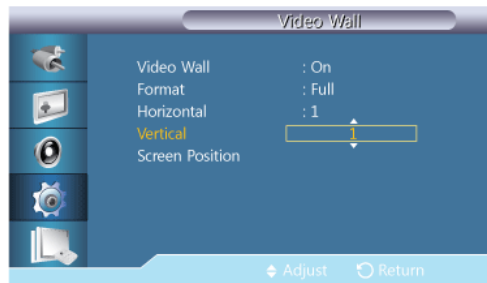 Video Wall
Video Wall : On
Format : Full
Horizontal : 1
Vertical 1
Screen Position
Adjust Return